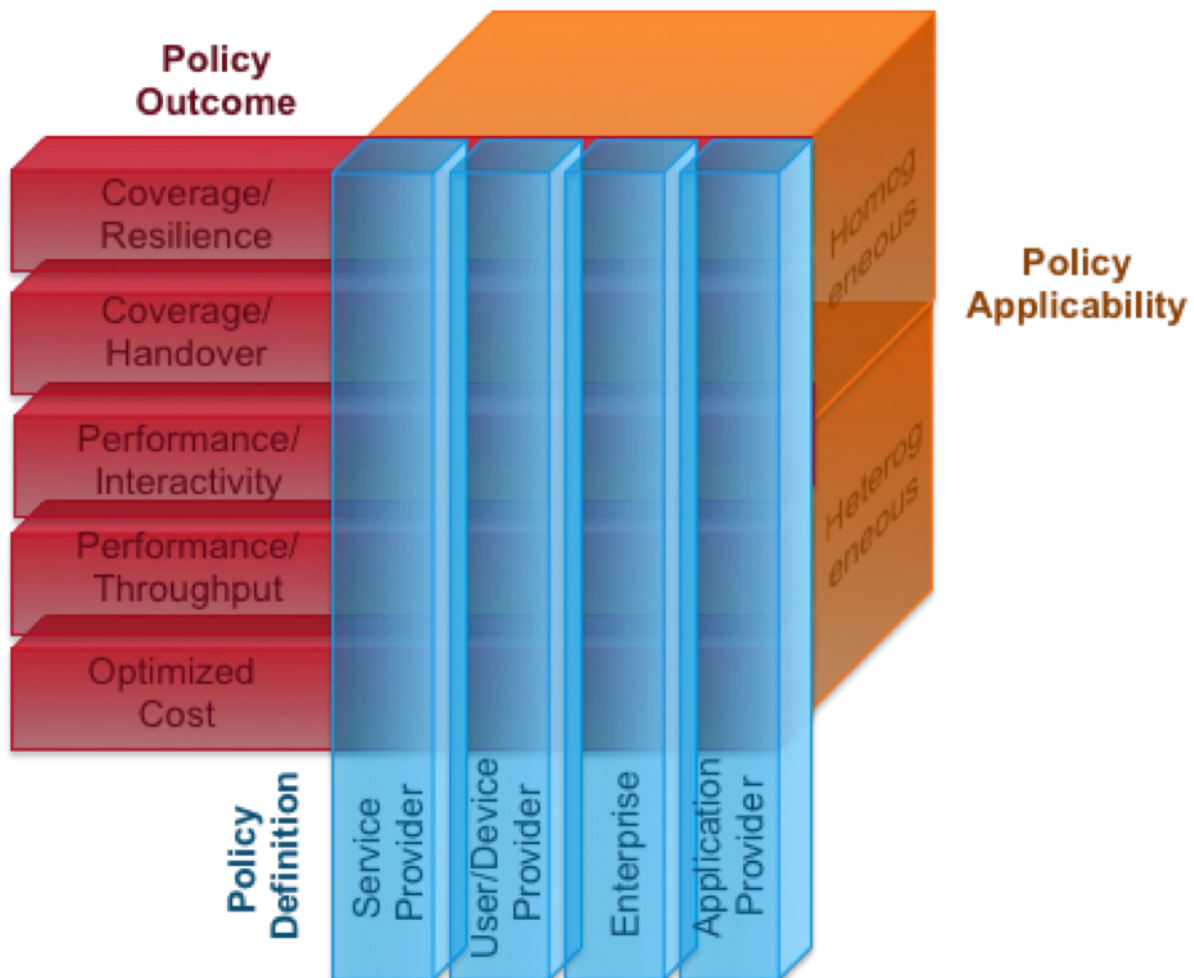 Policy
Outcome
Coverage/
Resilience
Coverage/
Handover
Performance/
Interactivity
Performance/
Throughput
Optimized
Cost
Homog
eneous
Heterog
eneous
Policy
Applicability
Policy
Definition
Service
Provider
User/Device
Provider
Enterprise
Application
Provider